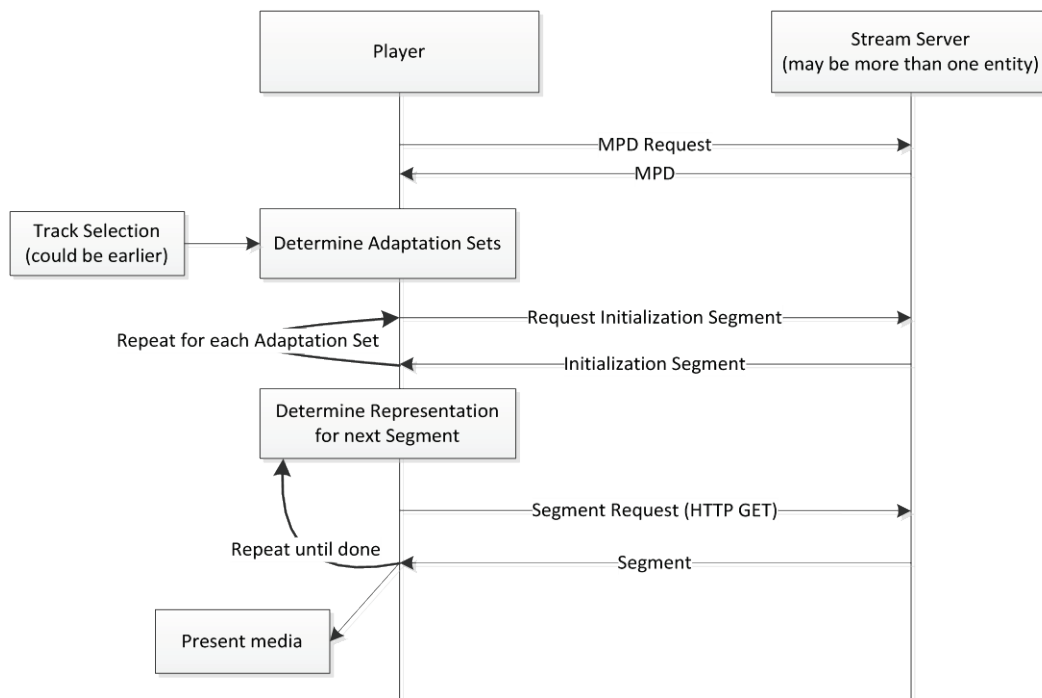 Player
Stream Server
(may be more than one entity)
MPD Request
MPD
Track Selection
(could be earlier)
Determine Adaptation Sets
Request Initialization Segment
Repeat for each Adaptation Set
Initialization Segment
Determine Representation
for next Segment
Segment Request (HTTP GET)
Repeat until done
Segment
Present media